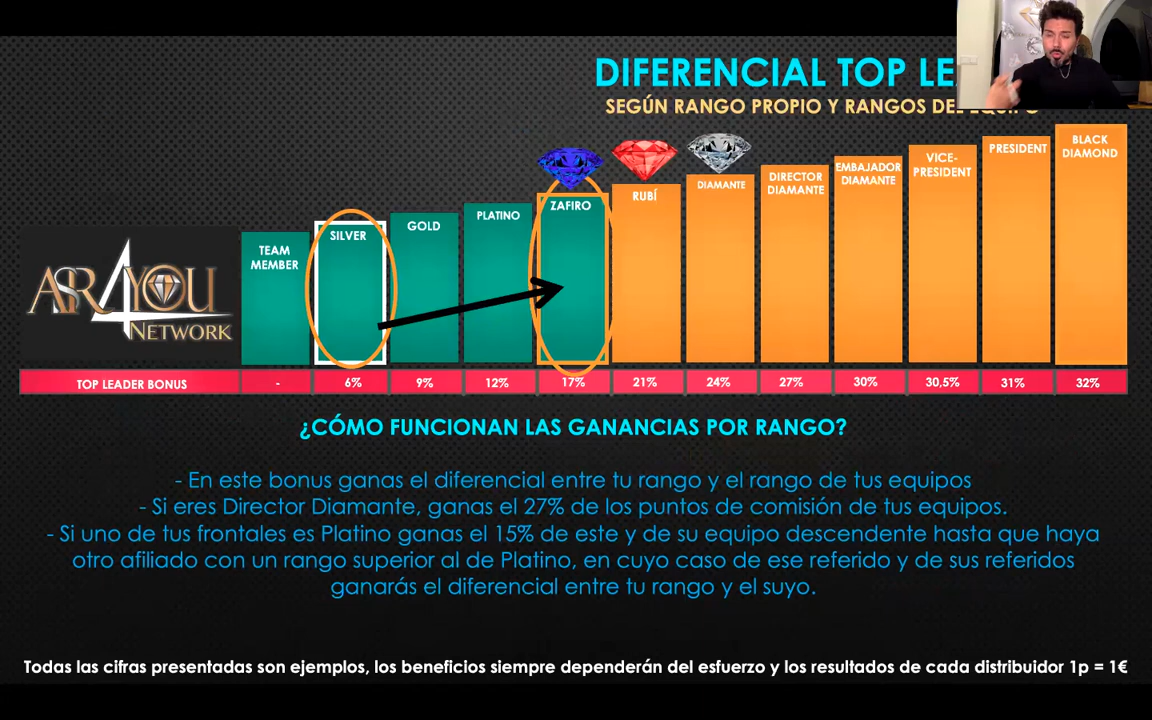 DIFERENCIAL TOP
SEGÚN RANGO PROPIO Y RANGOS DEL EQUIPO
BLACK
DIAMOND
PRESIDENT
VICE-
PRESIDENT
EMBAJADOR
DIAMANTE
DIRECTOR
DIAMANTE
DIAMANTE
RUBÍ
ZAFIRO
PLATINO
GOLD
SILVER
TEAM
MEMBER
ASR4YOU
NETWORK
TOP LEADER BONUS - 6% 9% 12% 17% 21% 24% 27% 30% 30,5% 31% 32%
¿CÓMO FUNCIONAN LAS GANANCIAS POR RANGO?
- En este bonus ganas el diferencial entre tu rango y el rango de tus equipos
- Si eres Director Diamante, ganas el 27% de los puntos de comisión de tus equipos.
- Si uno de tus frontales es Platino ganas el 15% de este y de su equipo descendente hasta que haya
otro afiliado con un rango superior al de Platino, en cuyo caso de ese referido y de sus referidos
ganarás el diferencial entre tu rango y el suyo.
Todas las cifras presentadas son ejemplos, los beneficios siempre dependerán del esfuerzo y los resultados de cada distribuidor 1p = 1€